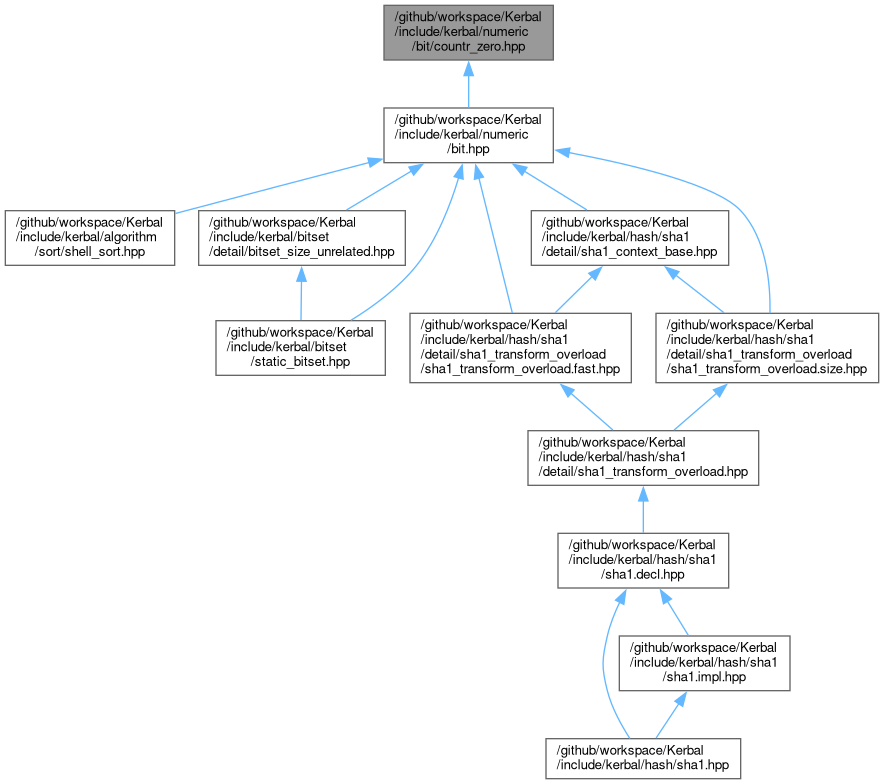 /github/workspace/Kerbal
/include/kerbal/numeric
/bit/countr_zero.hpp
/github/workspace/Kerbal
/include/kerbal/numeric
/bit.hpp
/github/workspace/Kerbal
/include/kerbal/algorithm
/sort/shell_sort.hpp
/github/workspace/Kerbal
/include/kerbal/bitset
/detail/bitset_size_unrelated.hpp
/github/workspace/Kerbal
/include/kerbal/hash/sha1
/detail/sha1_context_base.hpp
/github/workspace/Kerbal
/include/kerbal/bitset
/static_bitset.hpp
/github/workspace/Kerbal
/include/kerbal/hash/sha1
/detail/sha1_transform_overload
/sha1_transform_overload.fast.hpp
/github/workspace/Kerbal
/include/kerbal/hash/sha1
/detail/sha1_transform_overload
/sha1_transform_overload.size.hpp
/github/workspace/Kerbal
/include/kerbal/hash/sha1
/detail/sha1_transform_overload.hpp
/github/workspace/Kerbal
/include/kerbal/hash/sha1
/sha1.decl.hpp
/github/workspace/Kerbal
/include/kerbal/hash/sha1
/sha1.impl.hpp
/github/workspace/Kerbal
/include/kerbal/hash/sha1.hpp